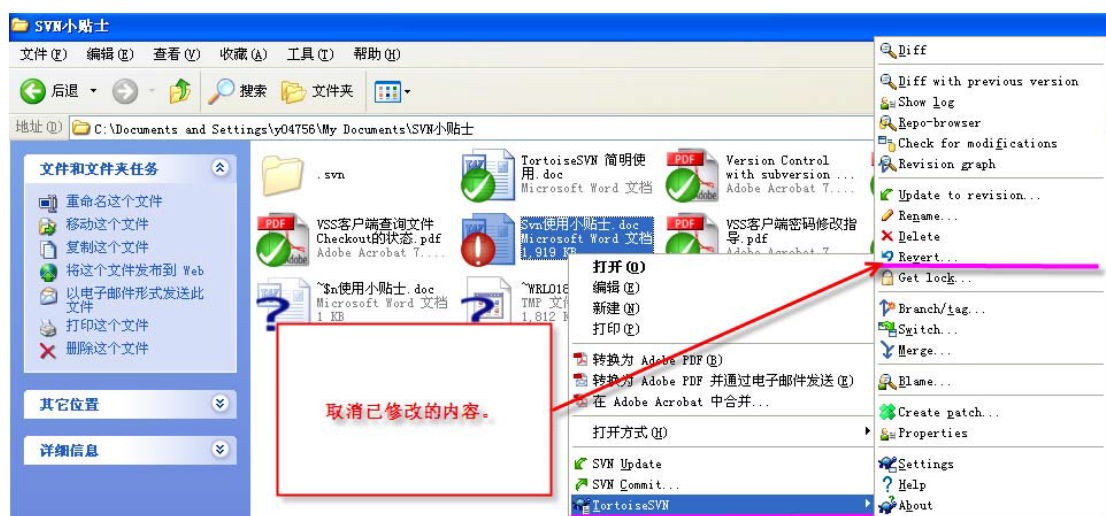 SVN小贴士
文件(F) 编辑(E) 查看(V) 收藏(A) 工具(T) 帮助(H)
后退 搜索 文件夹
地址(D) C:\Documents and Settings\y04756\My Documents\SVN小贴士
文件和文件夹任务
重命名这个文件
移动这个文件
复制这个文件
将这个文件发布到 Web
以电子邮件形式发送此
文件
打印这个文件
删除这个文件
其它位置
详细信息
.svn
TortoiseSVN 简明使
用.doc
Microsoft Word 文档
Version Control
with subversion ...
Adobe Acrobat 7....
VSS客户端查询文件
Checkout的状态.pdf
Adobe Acrobat 7....
Svn使用小贴士.doc
Microsoft Word 文档
1,919 KB
VSS客户端密码修改指
导.pdf
Adobe Acrobat 7
~$n使用小贴士.doc
Microsoft Word 文档
1 KB
~WRL018
TMP 文件
1,812 K
取消已修改的内容。
打开(O)
编辑(E)
新建(N)
打印(P)
转换为 Adobe PDF(B)
转换为 Adobe PDF 并通过电子邮件发送(E)
在 Adobe Acrobat 中合并...
打开方式(H)
SVN Update
SVN Commit...
TortoiseSVN
Diff
Diff with previous version
Show log
Repo-browser
Check for modifications
Revision graph
Update to revision...
Rename...
Delete
Revert...
Get lock...
Branch/tag...
Switch...
Merge...
Blame...
Create patch...
Properties
Settings
Help
About